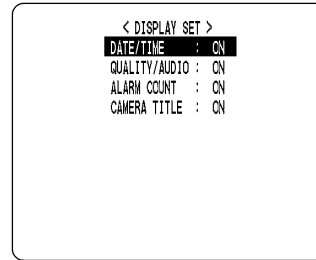 < DISPLAY SET >
DATE/TIME : ON
QUALITY/AUDIO : ON
ALARM COUNT : ON
CAMERA TITLE : ON